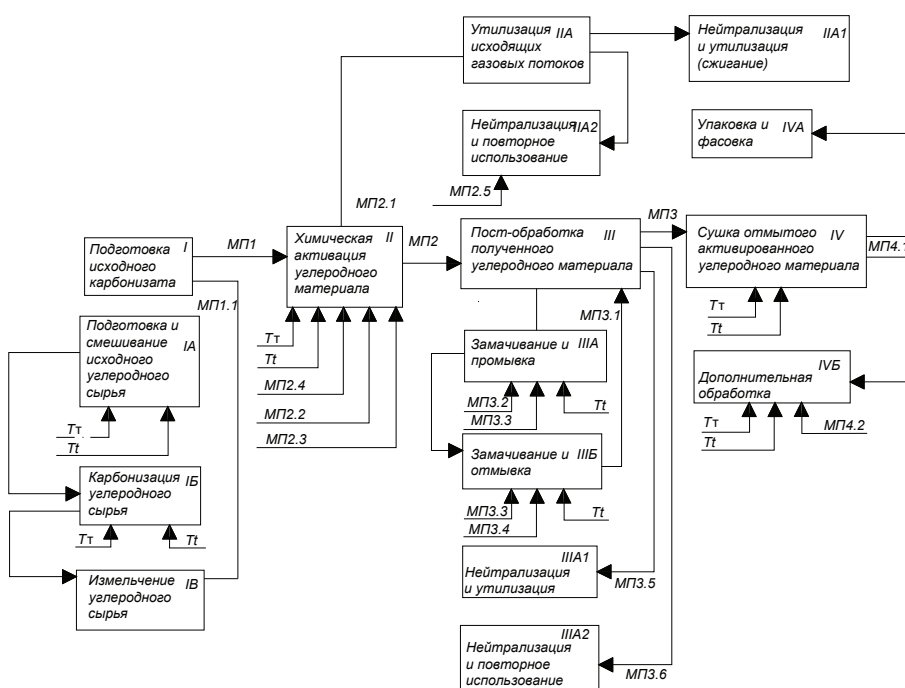 Утилизация IIA
исходящих
газовых потоков
Нейтрализация IIA1
и утилизация
(сжигание)
Нейтрализация IIA2
и повторное
использование
Упаковка и IVA
фасовка
МП2.5
МП2.1
Подготовка I
исходного
карбонизата
МП1
МП1.1
Химическая II
активация
углеродного
материала
МП2
Пост-обработка
полученного III
углеродного материала
МП3
Сушка отмытого
активированного IV
углеродного материала
МП4.1
Тт
Tt
МП2.4
МП2.2
МП2.3
Тт
Tt
МП3.1
Подготовка и
смешивание
исходного IA
углеродного
сырья
Тт
Tt
Замачивание и IIIA
промывка
МП3.2
МП3.3
Tt
Дополнительная IVБ
обработка
Тт
Tt
МП4.2
Карбонизация IБ
углеродного
сырья
Тт
Tt
Замачивание и IIIБ
отмывка
МП3.3
МП3.4
Tt
Измельчение IВ
углеродного
сырья
IIIA1
Нейтрализация
и утилизация
МП3.5
IIIA2
Нейтрализация
и повторное
использование
МП3.6